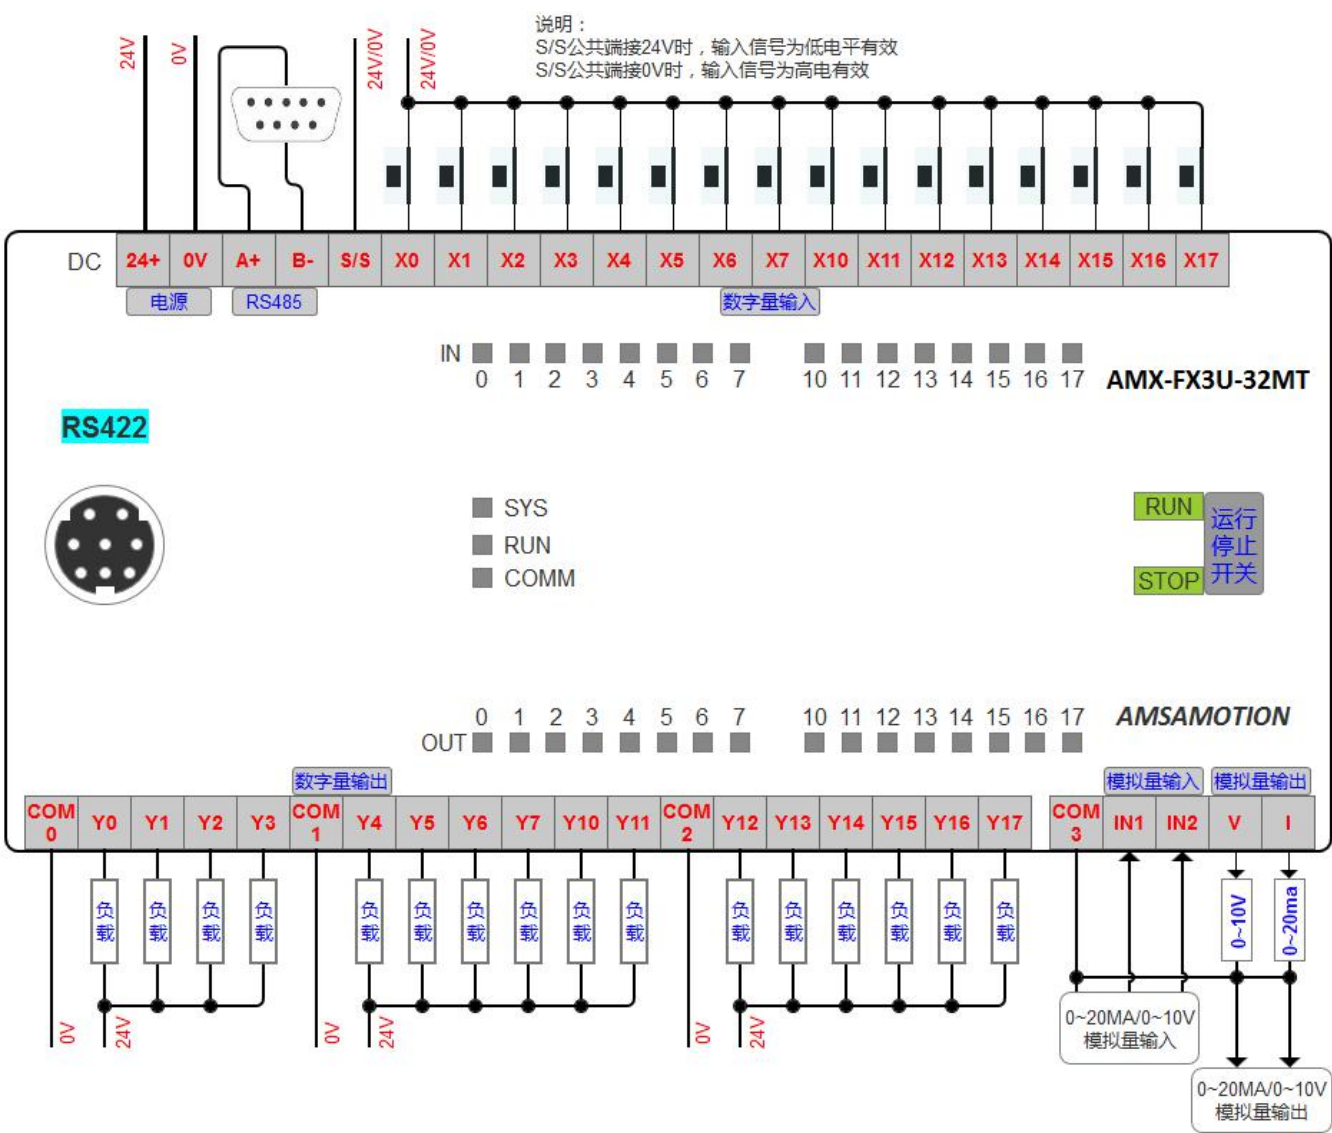 说明：
S/S公共端接24V时，输入信号为低电平有效
S/S公共端接0V时，输入信号为高电有效
24V 0V 24V/0V 24V/0V
DC 24+ 0V A+ B- S/S X0 X1 X2 X3 X4 X5 X6 X7 X10 X11 X12 X13 X14 X15 X16 X17
电源 RS485 数字量输入
IN
0 1 2 3 4 5 6 7 10 11 12 13 14 15 16 17 AMX-FX3U-32MT
RS422
SYS
RUN
COMM
RUN
STOP
运行
停止
开关
0 1 2 3 4 5 6 7 10 11 12 13 14 15 16 17 AMSAMOTION
OUT
数字量输出 模拟量输入 模拟量输出
COM0 Y0 Y1 Y2 Y3 COM1 Y4 Y5 Y6 Y7 Y10 Y11 COM2 Y12 Y13 Y14 Y15 Y16 Y17 COM3 IN1 IN2 V I
负载 负载 负载 负载 负载 负载 负载 负载 负载 负载 负载 负载 负载 负载 负载 负载 0~10V 0~20ma
0V 24V 0V 24V 0V 24V
0~20MA/0~10V
模拟量输入
0~20MA/0~10V
模拟量输出